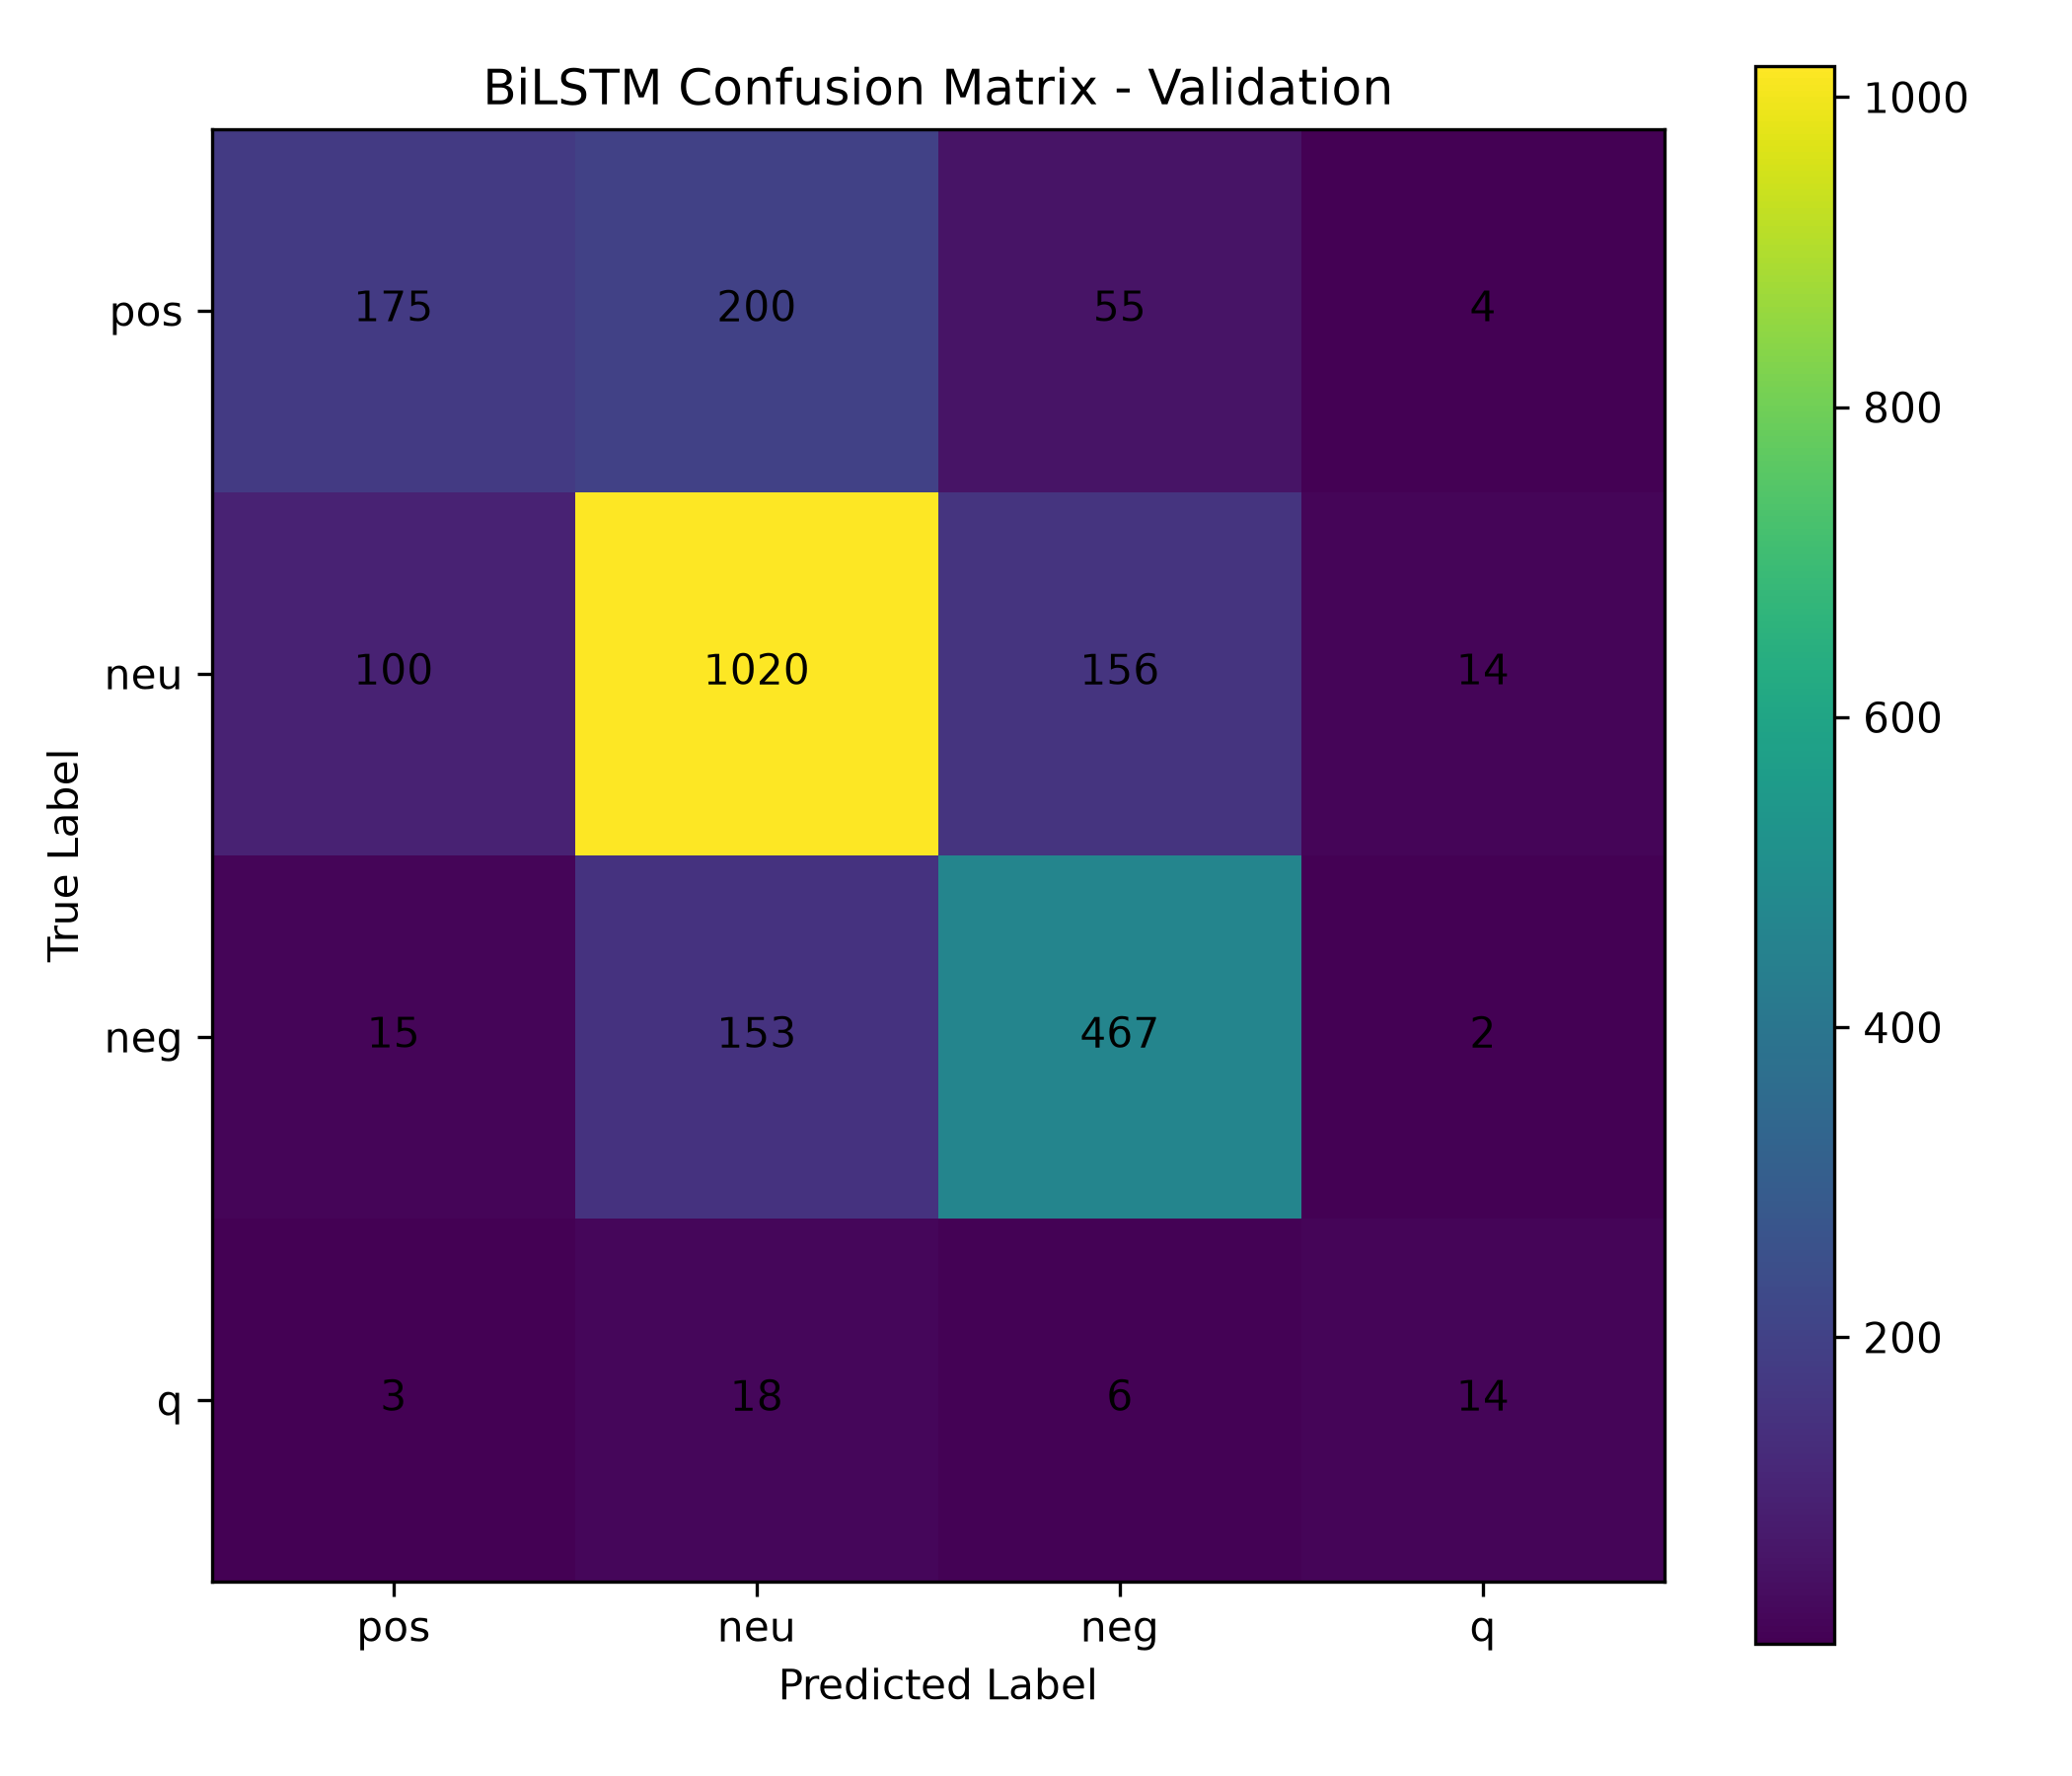 BiLSTM Confusion Matrix - Validation
pos 175 200 55 4
neu 100 1020 156 14
neg 15 153 467 2
q 3 18 6 14
pos neu neg q
Predicted Label
True Label
1000
800
600
400
200